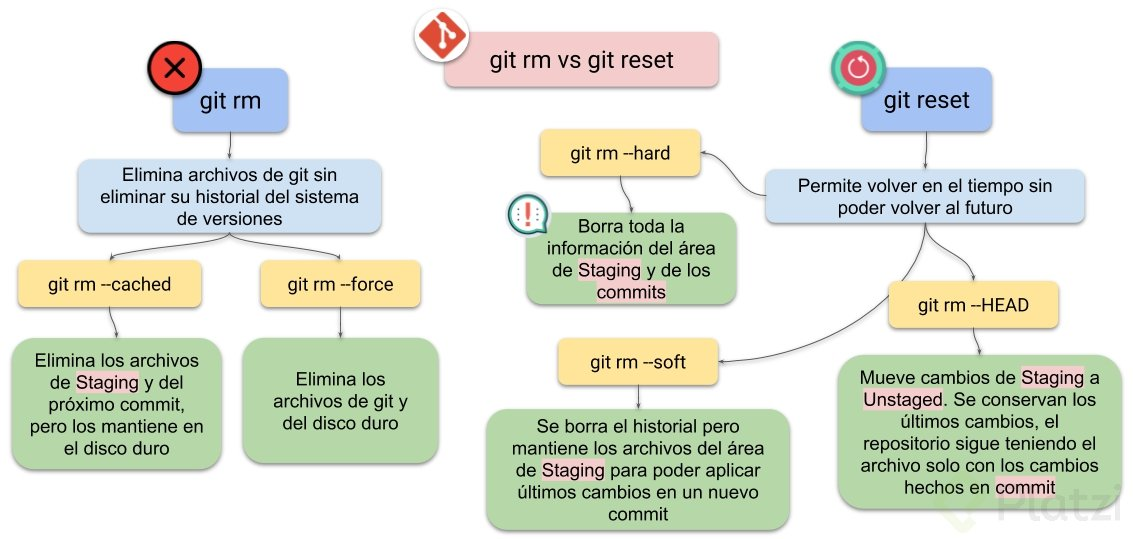 git rm vs git reset
git rm
Elimina archivos de git sin
eliminar su historial del sistema
de versiones
git rm --cached
Elimina los archivos
de Staging y del
próximo commit,
pero los mantiene en
el disco duro
git rm --force
Elimina los
archivos de git y
del disco duro
git reset
Permite volver en el tiempo sin
poder volver al futuro
git rm --hard
Borra toda la
información del área
de Staging y de los
commits
git rm --soft
Se borra el historial pero
mantiene los archivos del área
de Staging para poder aplicar
últimos cambios en un nuevo
commit
git rm --HEAD
Mueve cambios de Staging a
Unstaged. Se conservan los
últimos cambios, el
repositorio sigue teniendo el
archivo solo con los cambios
hechos en commit
Platzi